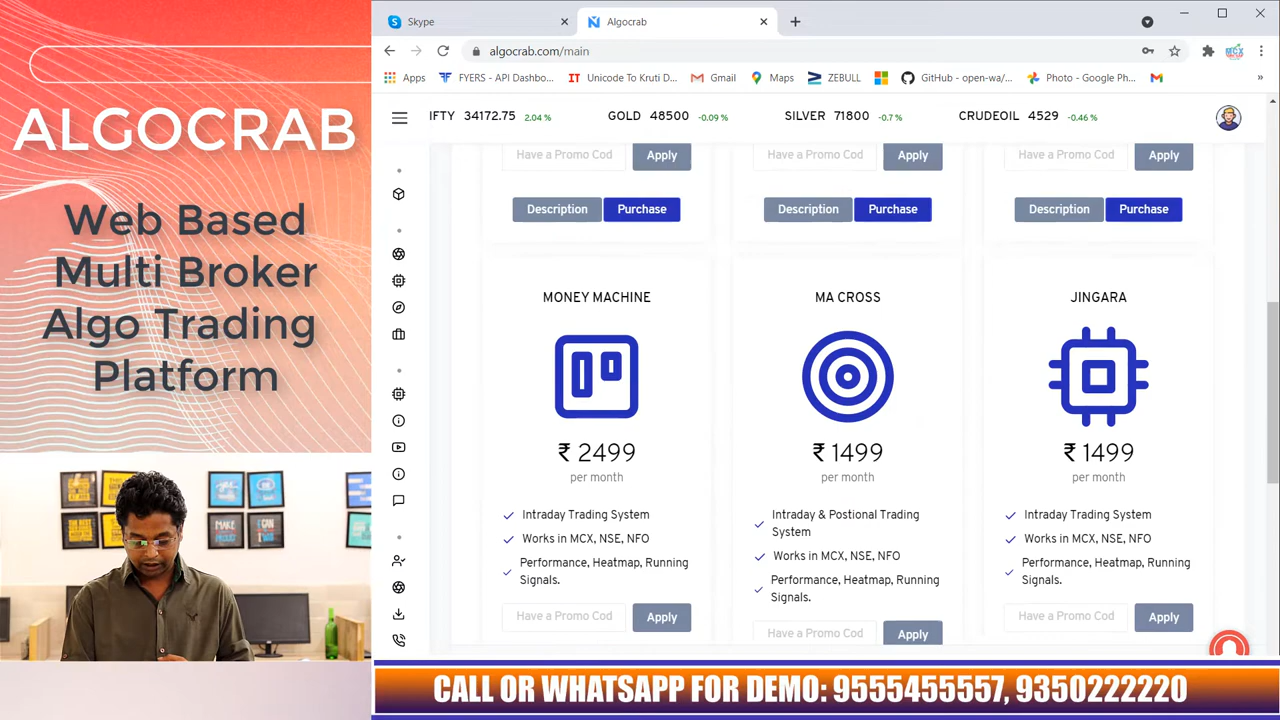 ALGOCRAB
Web Based
Multi Broker
Algo Trading
Platform
Skype
Algocrab
algocrab.com/main
Apps
FYERS - API Dashbo...
Unicode To Kruti D...
Gmail
Maps
ZEBULL
GitHub - open-wa/...
Photo - Google Ph...
»
IFTY 34172.75 2.04 %
GOLD 48500 -0.09 %
SILVER 71800 -0.7 %
CRUDEOIL 4529 -0.46 %
Have a Promo Cod Apply
Have a Promo Cod Apply
Have a Promo Cod Apply
Description Purchase
Description Purchase
Description Purchase
MONEY MACHINE
₹ 2499
per month
Intraday Trading System
Works in MCX, NSE, NFO
Performance, Heatmap, Running
Signals.
Have a Promo Cod Apply
MA CROSS
₹ 1499
per month
Intraday & Postional Trading
System
Works in MCX, NSE, NFO
Performance, Heatmap, Running
Signals.
Have a Promo Cod Apply
JINGARA
₹ 1499
per month
Intraday Trading System
Works in MCX, NSE, NFO
Performance, Heatmap, Running
Signals.
Have a Promo Cod Apply
CALL OR WHATSAPP FOR DEMO: 9555455557, 9350222220